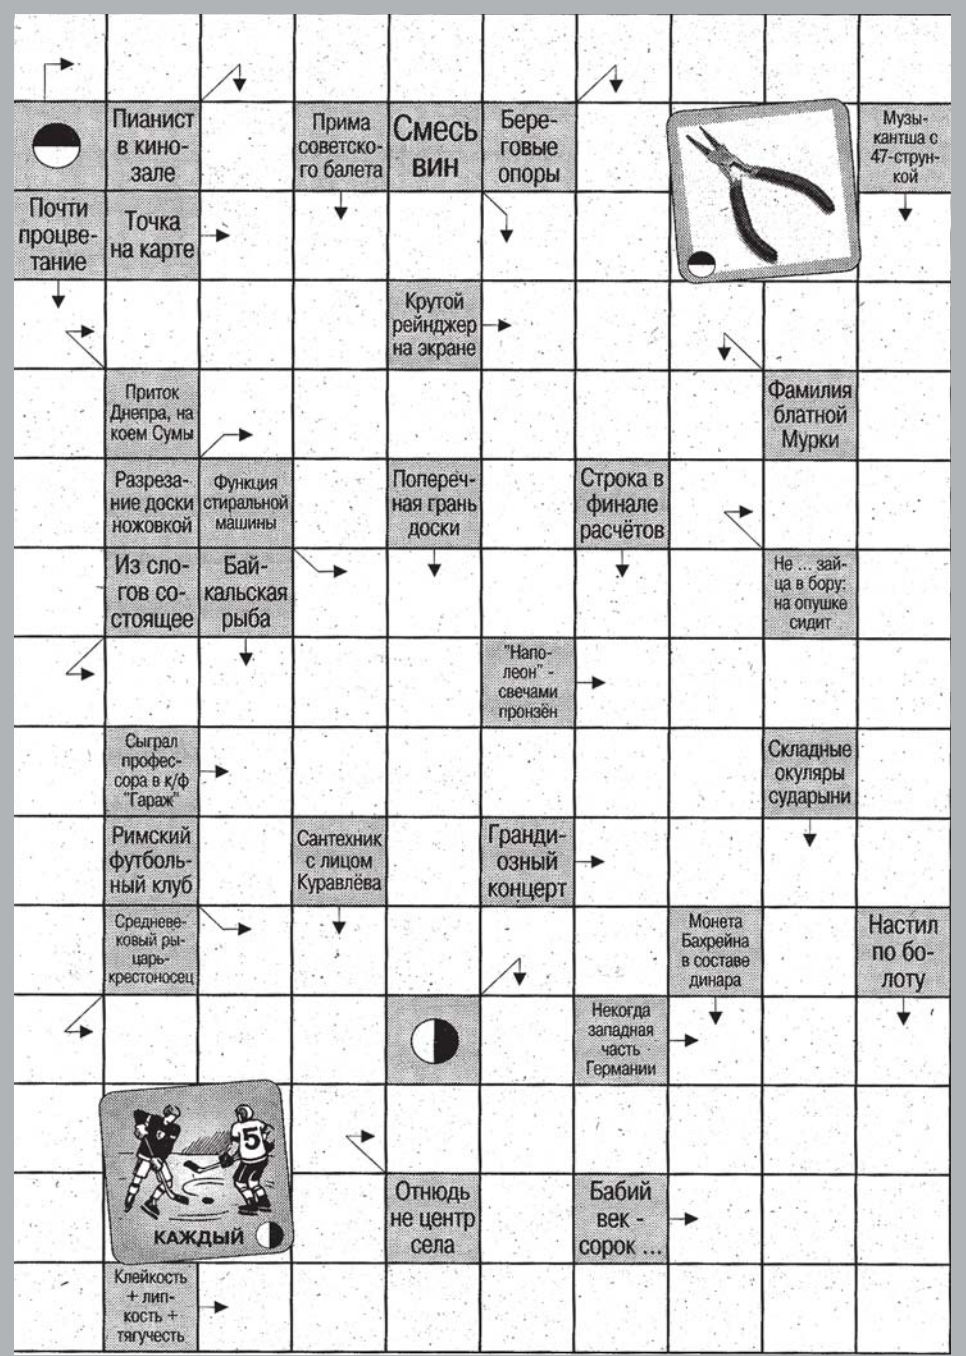 Пианист
в кино-
зале
Прима
советско-
го балета
Смесь
вин
Бере-
говые
опоры
Музы-
кантша с
47-струн-
кой
Почти
процве-
тание
Точка
на карте
Крутой
рейнджер
на экране
Приток
Днепра, на
коем Сумы
Фамилия
блатной
Мурки
Разреза-
ние доски
ножовкой
Функция
стиральной
машины
Попереч-
ная грань
доски
Строка в
финале
расчётов
Из сло-
гов со-
стоящее
Бай-
кальская
рыба
Не ... зай-
ца в бору:
на опушке
сидит
"Напо-
леон" -
свечами
пронзён
Сыграл
профес-
сора в к/ф
"Гараж"
Складные
окуляры
сударыни
Римский
футболь-
ный клуб
Сантехник
с лицом
Куравлёва
Гранди-
озный
концерт
Средневе-
ковый ры-
царь-
крестоносец
Монета
Бахрейна
в составе
динара
Настил
по бо-
лоту
Некогда
западная
часть
Германии
5
КАЖДЫЙ
Отнюдь
не центр
села
Бабий
век -
сорок ...
Клейкость
+ лип-
кость +
тягучесть